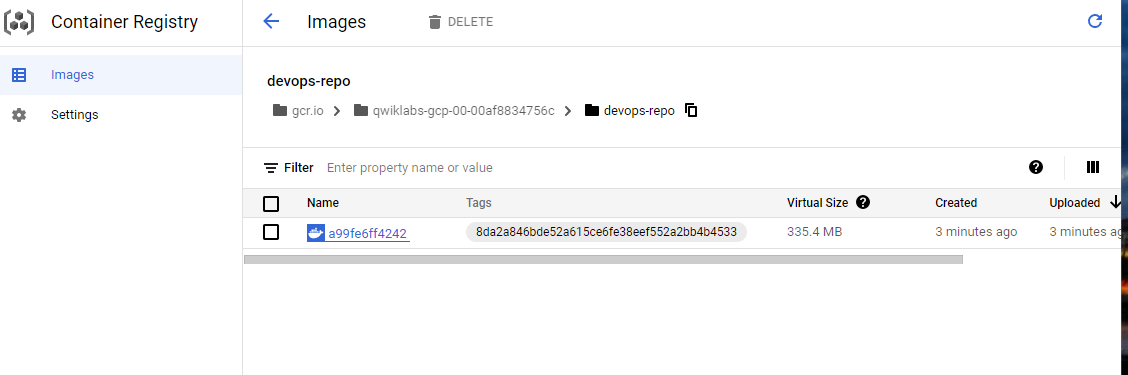 Container Registry
Images
DELETE
Images
Settings
devops-repo
gcr.io
qwiklabs-gcp-00-00af8834756c
devops-repo
Filter
Enter property name or value
Name Tags Virtual Size Created Uploaded
a99fe6ff4242 8da2a846bde52a615ce6fe38eef552a2bb4b4533 335.4 MB 3 minutes ago 3 minutes ag